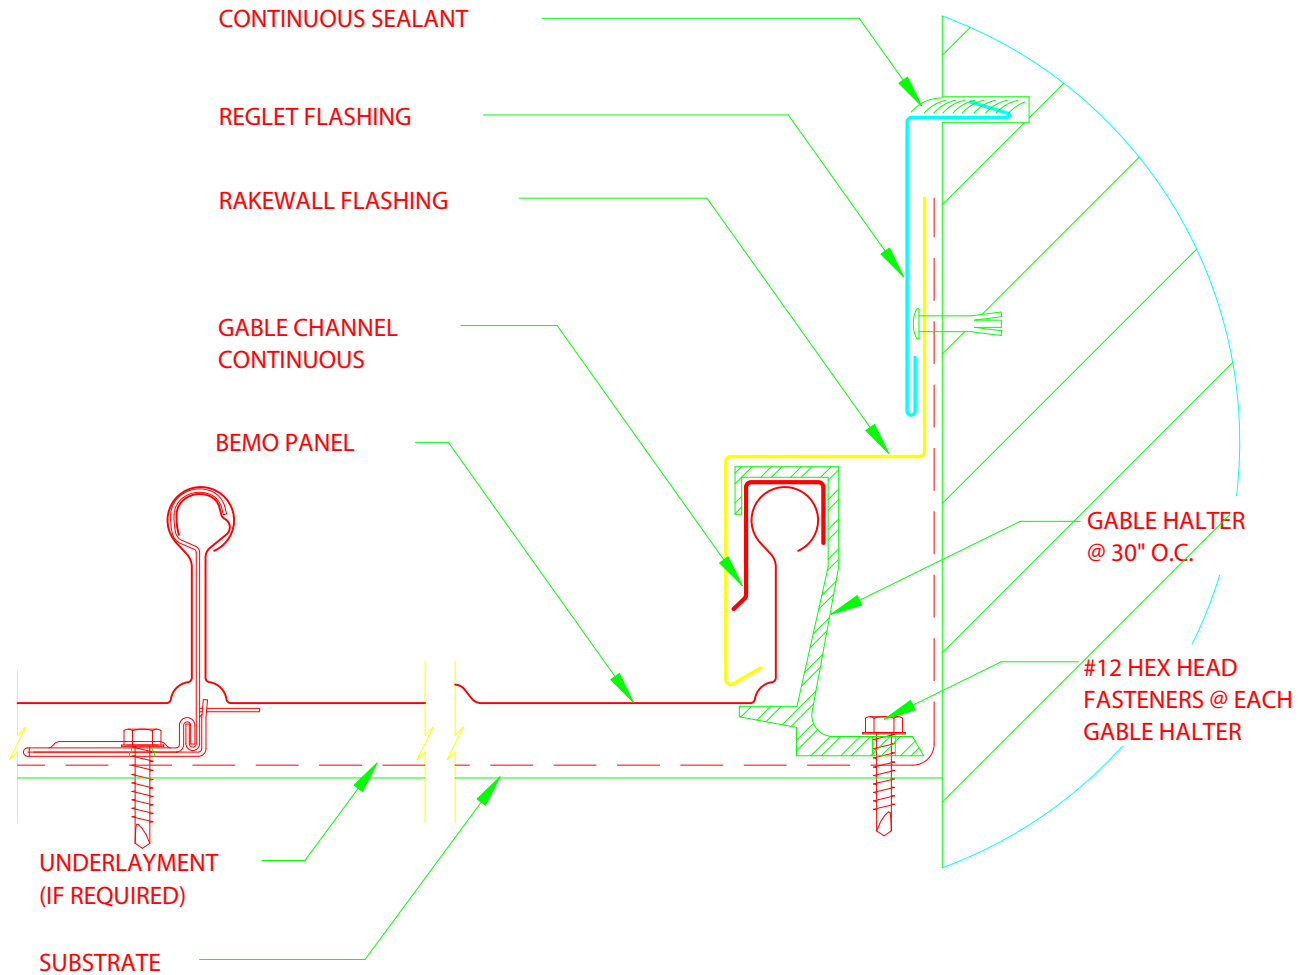 CONTINUOUS SEALANT
REGLET FLASHING
RAKEWALL FLASHING
GABLE CHANNEL
CONTINUOUS
BEMO PANEL
GABLE HALTER
@ 30" O.C.
#12 HEX HEAD
FASTENERS @ EACH
GABLE HALTER
UNDERLAYMENT
(IF REQUIRED)
SUBSTRATE